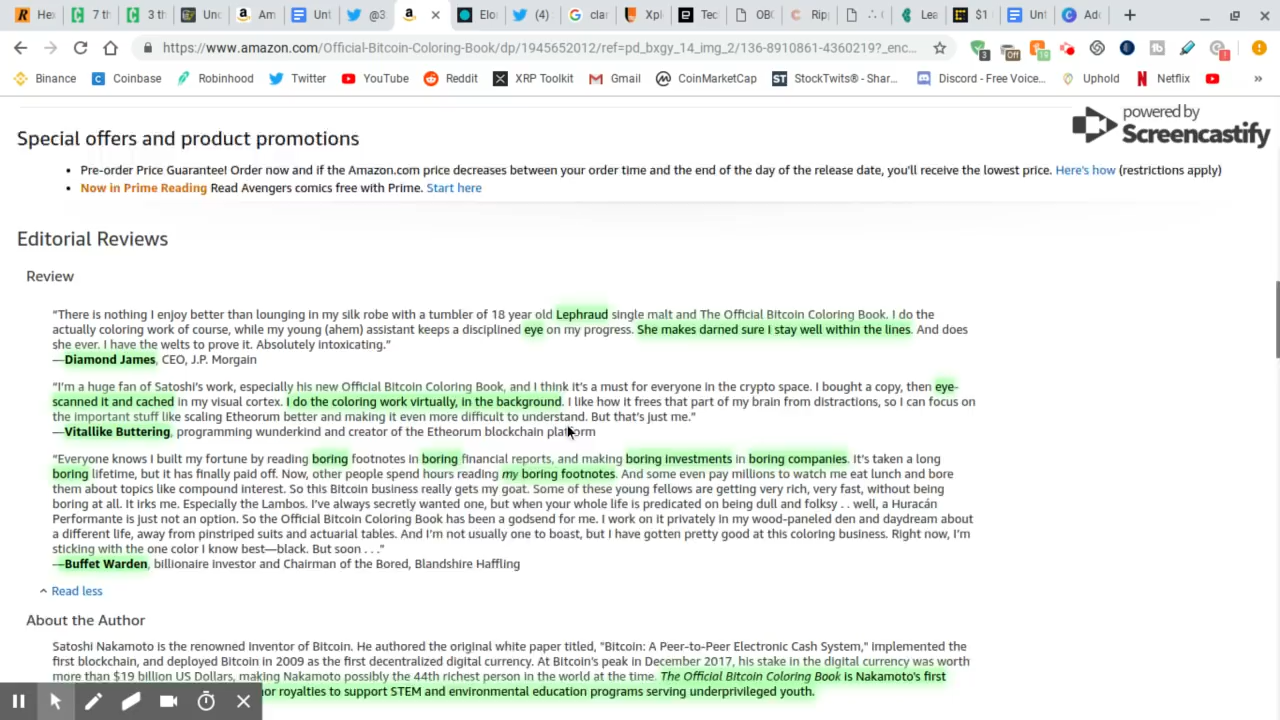 He
7 th
3 th
Unc
Am
Unt
@3
Elo
(4)
clar
Xpl
Tec
OBC
Rip
Lea
$1
Unt
Add
https://www.amazon.com/Official-Bitcoin-Coloring-Book/dp/1945652012/ref=pd_bxgy_14_img_2/136-8910861-4360219?_enc...
3
Off
19
1
Binance
Coinbase
Robinhood
Twitter
YouTube
Reddit
XRP Toolkit
Gmail
CoinMarketCap
StockTwits® - Shar...
Discord - Free Voice...
Uphold
Netflix
»
powered by
Screencastify
Special offers and product promotions
• Pre-order Price Guarantee! Order now and if the Amazon.com price decreases between your order time and the end of the day of the release date, you'll receive the lowest price. Here's how (restrictions apply)
• Now in Prime Reading Read Avengers comics free with Prime. Start here
Editorial Reviews
Review
“There is nothing I enjoy better than lounging in my silk robe with a tumbler of 18 year old Lephraud single malt and The Official Bitcoin Coloring Book. I do the
actually coloring work of course, while my young (ahem) assistant keeps a disciplined eye on my progress. She makes darned sure I stay well within the lines. And does
she ever. I have the welts to prove it. Absolutely intoxicating.”
—Diamond James, CEO, J.P. Morgain
“I’m a huge fan of Satoshi’s work, especially his new Official Bitcoin Coloring Book, and I think it’s a must for everyone in the crypto space. I bought a copy, then eye-
scanned it and cached in my visual cortex. I do the coloring work virtually, in the background. I like how it frees that part of my brain from distractions, so I can focus on
the important stuff like scaling Etheorum better and making it even more difficult to understand. But that’s just me.”
—Vitallike Buttering, programming wunderkind and creator of the Etheorum blockchain platform
“Everyone knows I built my fortune by reading boring footnotes in boring financial reports, and making boring investments in boring companies. It’s taken a long
boring lifetime, but it has finally paid off. Now, other people spend hours reading my boring footnotes. And some even pay millions to watch me eat lunch and bore
them about topics like compound interest. So this Bitcoin business really gets my goat. Some of these young fellows are getting very rich, very fast, without being
boring at all. It irks me. Especially the Lambos. I’ve always secretly wanted one, but when your whole life is predicated on being dull and folksy . . well, a Huracán
Performante is just not an option. So the Official Bitcoin Coloring Book has been a godsend for me. I work on it privately in my wood-paneled den and daydream about
a different life, away from pinstriped suits and actuarial tables. And I’m not usually one to boast, but I have gotten pretty good at this coloring business. Right now, I’m
sticking with the one color I know best—black. But soon . . .”
—Buffet Warden, billionaire investor and Chairman of the Bored, Blandshire Haffling
Read less
About the Author
Satoshi Nakamoto is the renowned inventor of Bitcoin. He authored the original white paper titled, "Bitcoin: A Peer-to-Peer Electronic Cash System," implemented the
first blockchain, and deployed Bitcoin in 2009 as the first decentralized digital currency. At Bitcoin's peak in December 2017, his stake in the digital currency was worth
more than $19 billion US Dollars, making Nakamoto possibly the 44th richest person in the world at the time. The Official Bitcoin Coloring Book is Nakamoto's first
royalties to support STEM and environmental education programs serving underprivileged youth.